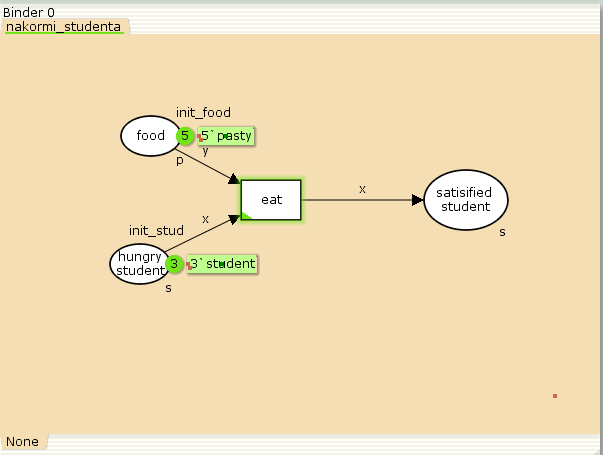 Binder 0
nakormi_studenta
init_food
food
5
5`pasty
y
p
eat
x
satisified
student
s
x
init_stud
hungry
student
3
3`student
s
None